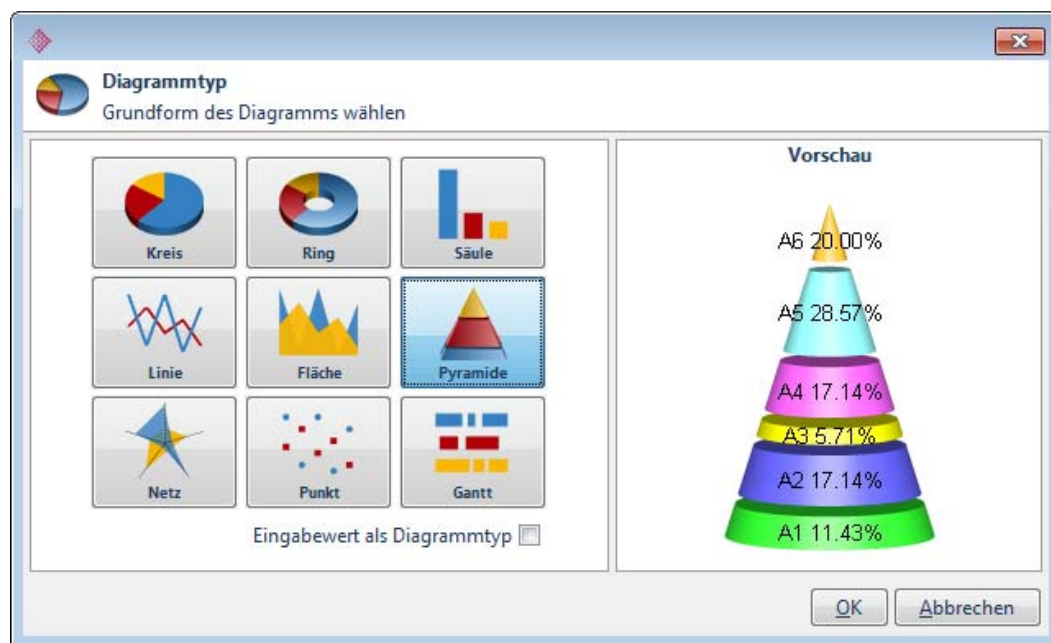 Diagrammtyp
Grundform des Diagramms wählen
Kreis
Ring
Säule
Linie
Fläche
Pyramide
Netz
Punkt
Gantt
Eingabewert als Diagrammtyp
Vorschau
A6 20.00%
A5 28.57%
A4 17.14%
A3 5.71%
A2 17.14%
A1 11.43%
OK
Abbrechen